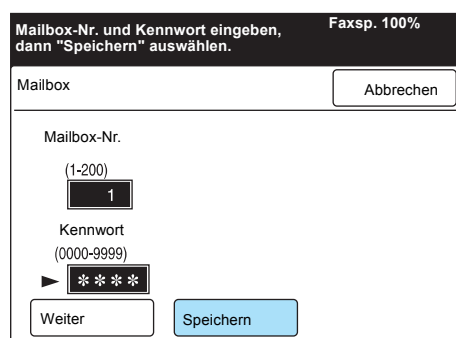 Mailbox-Nr. und Kennwort eingeben, Faxsp. 100%
dann "Speichern" auswählen.
Mailbox Abbrechen
Mailbox-Nr.
(1-200)
1
Kennwort
(0000-9999)
► ****
Weiter Speichern